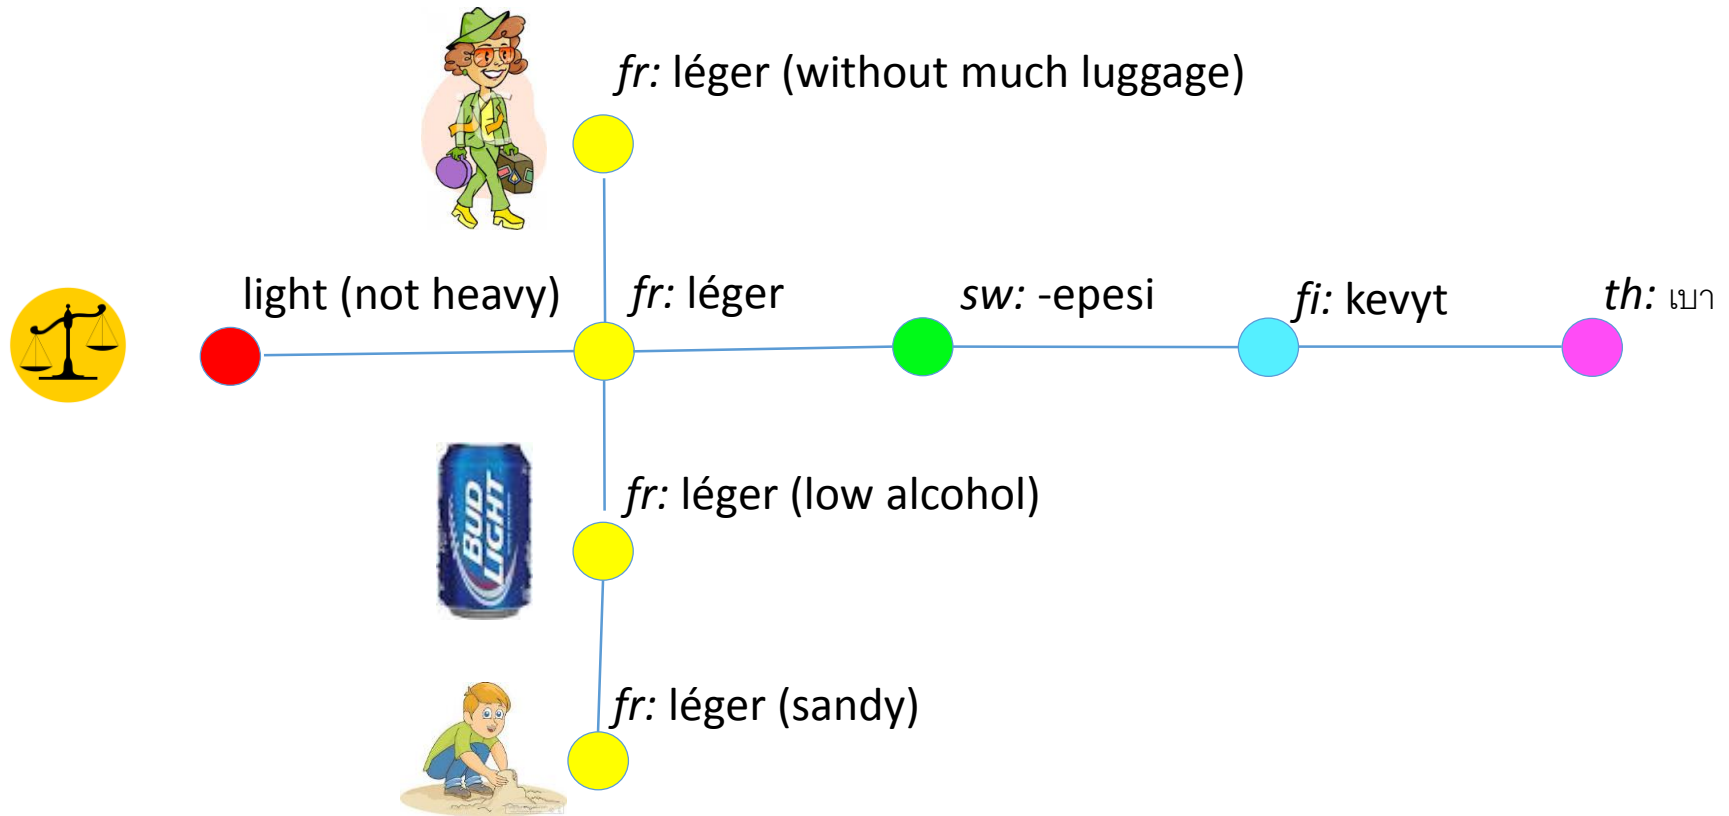 fr: léger (without much luggage)
light (not heavy)
fr: léger
sw: -epesi
fi: kevyt
th: เบา
BUD
LIGHT
fr: léger (low alcohol)
fr: léger (sandy)